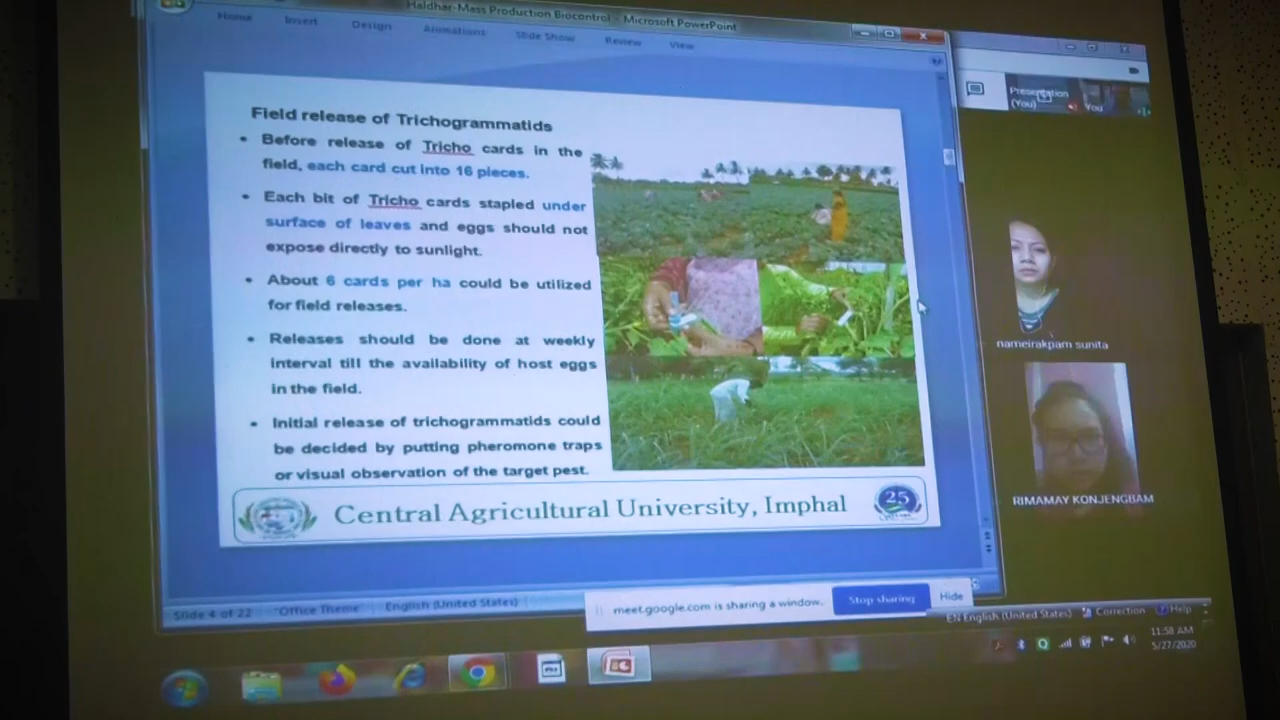 Haldhar-Mass Production Biocontrol - Microsoft PowerPoint
Home Insert Design Animations Slide Show Review View
Field release of Trichogrammatids
• Before release of Tricho cards in the
field, each card cut into 16 pieces.
• Each bit of Tricho cards stapled under
surface of leaves and eggs should not
expose directly to sunlight.
• About 6 cards per ha could be utilized
for field releases.
• Releases should be done at weekly
interval till the availability of host eggs
in the field.
• Initial release of trichogrammatids could
be decided by putting pheromone traps
or visual observation of the target pest.
Central Agricultural University, Imphal
25
Presentation
(You)
You
nameirakpam sunita
RIMAMAY KONJENGBAM
Slide 4 of 22 "Office Theme" English (United States)
meet.google.com is sharing a window. Stop sharing Hide
EN English (United States) Correction Help
11:58 AM
5/27/2020